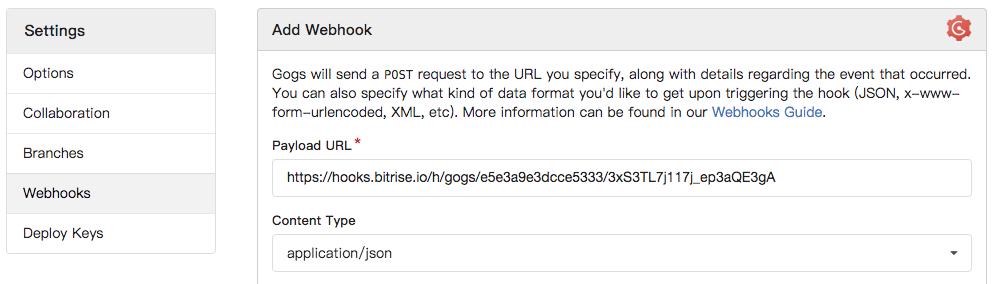 Settings
Options
Collaboration
Branches
Webhooks
Deploy Keys
Add Webhook
Gogs will send a POST request to the URL you specify, along with details regarding the event that occurred.
You can also specify what kind of data format you'd like to get upon triggering the hook (JSON, x-www-
form-urlencoded, XML, etc). More information can be found in our Webhooks Guide.
Payload URL*
https://hooks.bitrise.io/h/gogs/e5e3a9e3dcce5333/3xS3TL7j117j_ep3aQE3gA
Content Type
application/json